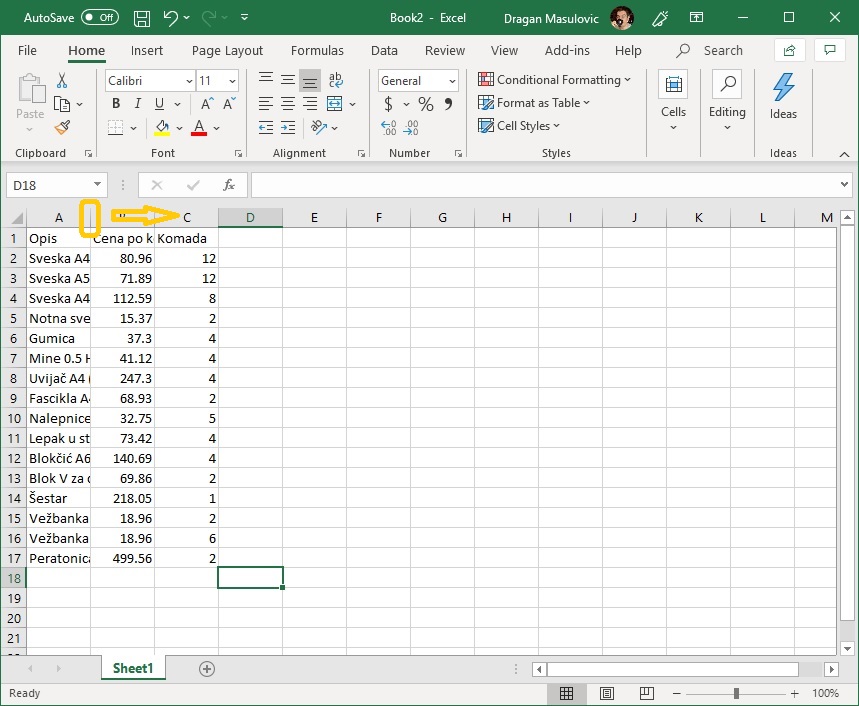 AutoSave Off Book2 - Excel Dragan Masulovic
File Home Insert Page Layout Formulas Data Review View Add-ins Help Search
Paste
Clipboard
Calibri 11
B I U A A A
Font
ab
Alignment
General
$ % 9
.00 .00
Number
Conditional Formatting
Format as Table
Cell Styles
Styles
Cells
Editing
Ideas
Ideas
D18 fx
A C D E F G H I J K L M
1 Opis Cena po k Komada
2 Sveska A4 80.96 12
3 Sveska A5 71.89 12
4 Sveska A4 112.59 8
5 Notna sve 15.37 2
6 Gumica 37.3 4
7 Mine 0.5 H 41.12 4
8 Uvijač A4 ( 247.3 4
9 Fascikla A4 68.93 2
10 Nalepnice 32.75 5
11 Lepak u st 73.42 4
12 Blokčić A6 140.69 4
13 Blok V za 69.86 2
14 Šestar 218.05 1
15 Vežbanka 18.96 2
16 Vežbanka 18.96 6
17 Peratonica 499.56 2
18
19
20
21
Sheet1
Ready 100%